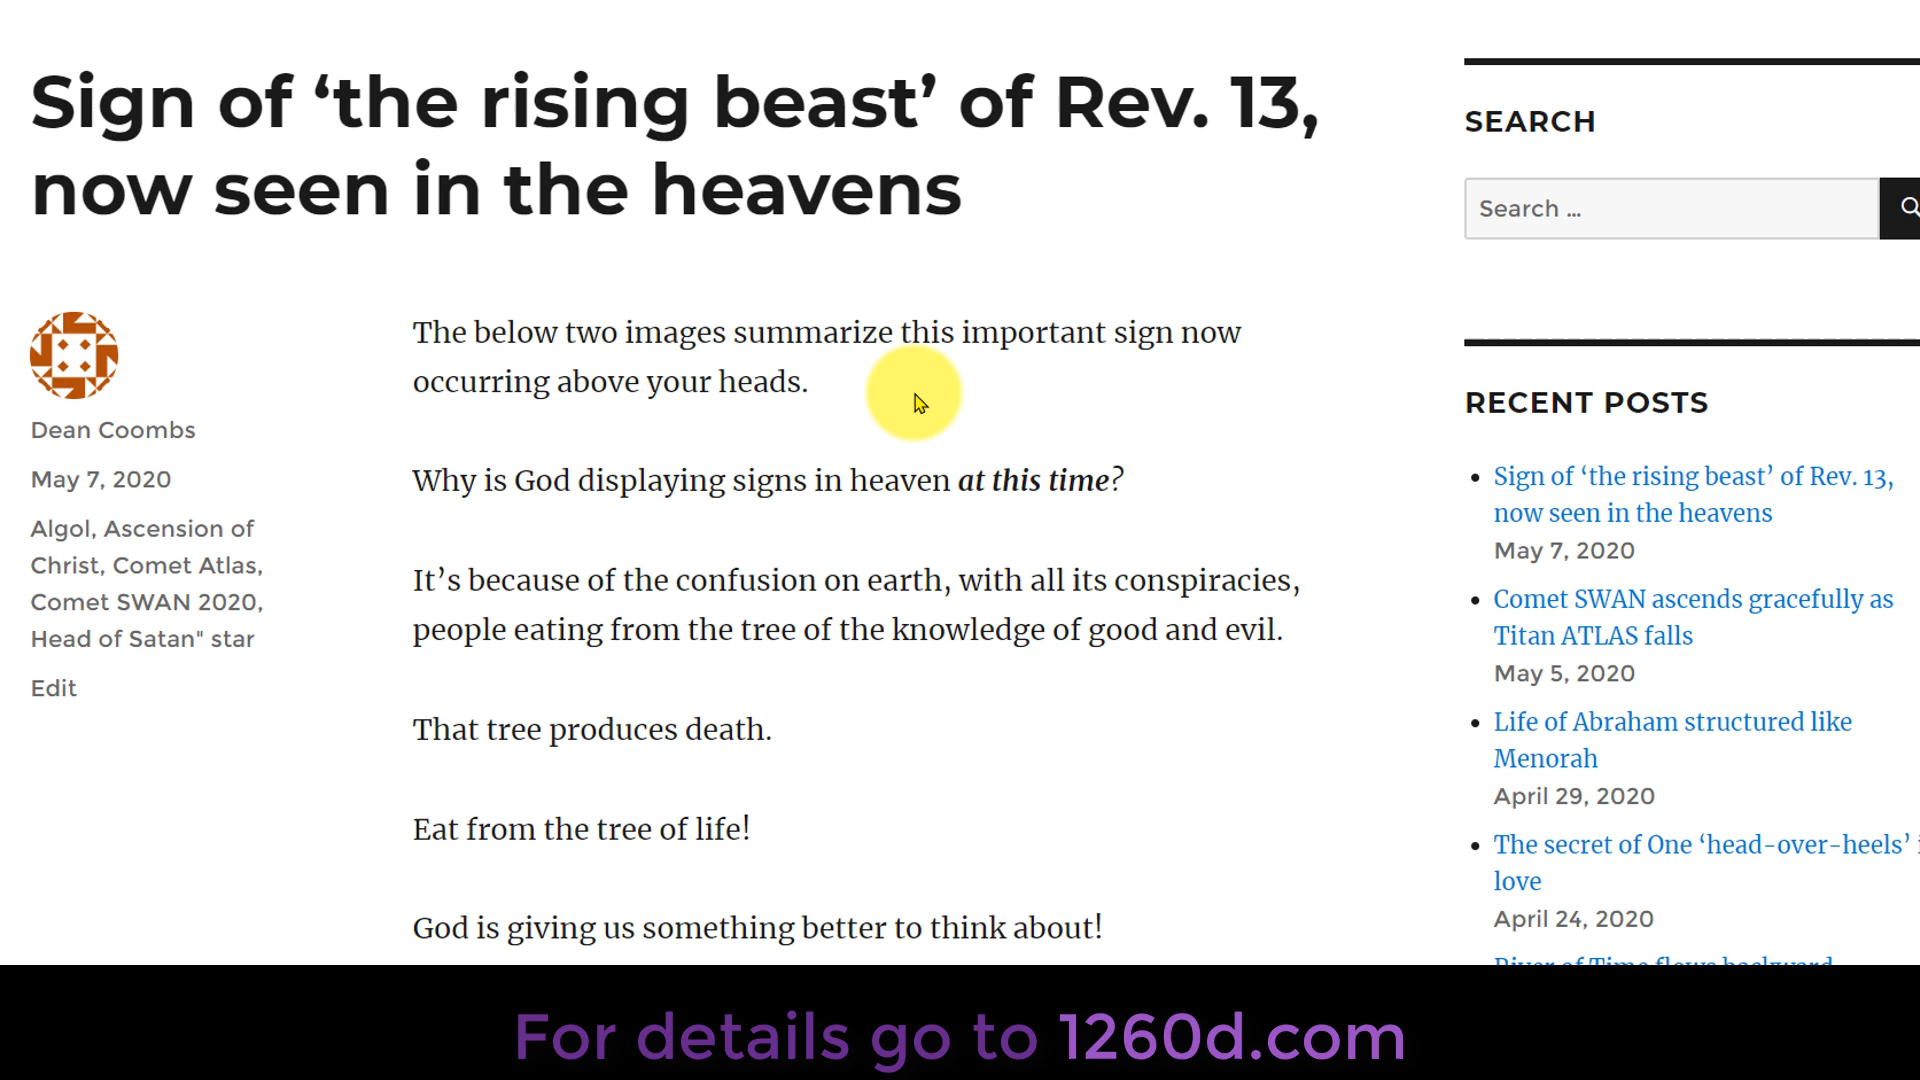 Sign of ‘the rising beast’ of Rev. 13,
now seen in the heavens
Dean Coombs
May 7, 2020
Algol, Ascension of
Christ, Comet Atlas,
Comet SWAN 2020,
Head of Satan" star
Edit
The below two images summarize this important sign now
occurring above your heads.
Why is God displaying signs in heaven at this time?
It’s because of the confusion on earth, with all its conspiracies,
people eating from the tree of the knowledge of good and evil.
That tree produces death.
Eat from the tree of life!
God is giving us something better to think about!
SEARCH
Search ...
RECENT POSTS
Sign of ‘the rising beast’ of Rev. 13,
now seen in the heavens
May 7, 2020
Comet SWAN ascends gracefully as
Titan ATLAS falls
May 5, 2020
Life of Abraham structured like
Menorah
April 29, 2020
The secret of One ‘head-over-heels’
love
April 24, 2020
River of Time flows backward
For details go to 1260d.com